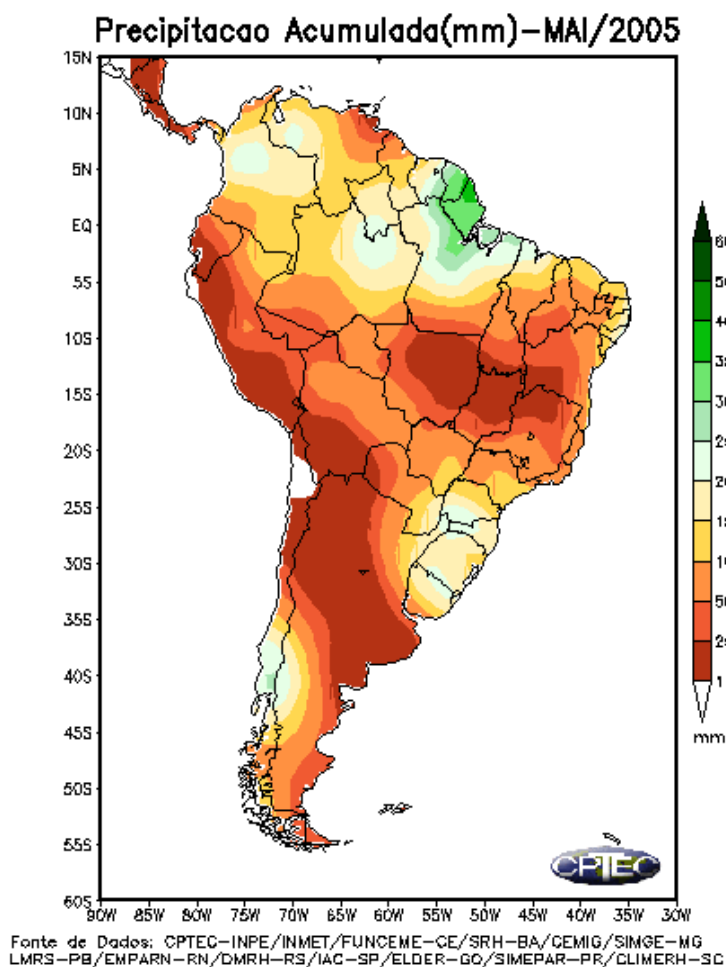 Precipitacao Acumulada(mm)-MAI/2005
15N
10N
5N
EQ
5S
10S
15S
20S
25S
30S
35S
40S
45S
50S
55S
60S
90W 85W 80W 75W 70W 65W 60W 55W 50W 45W 40W 35W 30W
mm
CPTEC
Fonte de Dados: CPTEC-INPE/INMET/FUNCEME-CE/SRH-BA/CEMIG/SIMGE-MG
LMRS-PB/EMPARN-RN/DMRH-RS/IAC-SP/ELDER-GO/SIMEPAR-PR/CLIMERH-SC